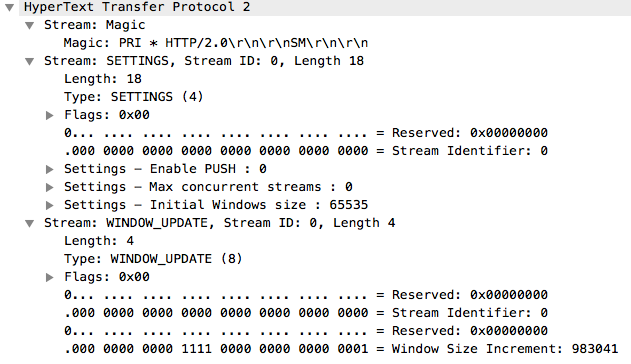 HyperText Transfer Protocol 2
Stream: Magic
Magic: PRI * HTTP/2.0\r\n\r\nSM\r\n\r\n
Stream: SETTINGS, Stream ID: 0, Length 18
Length: 18
Type: SETTINGS (4)
Flags: 0x00
0... .... .... .... .... .... .... .... = Reserved: 0x00000000
.000 0000 0000 0000 0000 0000 0000 0000 = Stream Identifier: 0
Settings - Enable PUSH : 0
Settings - Max concurrent streams : 0
Settings - Initial Windows size : 65535
Stream: WINDOW_UPDATE, Stream ID: 0, Length 4
Length: 4
Type: WINDOW_UPDATE (8)
Flags: 0x00
0... .... .... .... .... .... .... .... = Reserved: 0x00000000
.000 0000 0000 0000 0000 0000 0000 0000 = Stream Identifier: 0
0... .... .... .... .... .... .... .... = Reserved: 0x00000000
.000 0000 0000 1111 0000 0000 0000 0001 = Window Size Increment: 983041